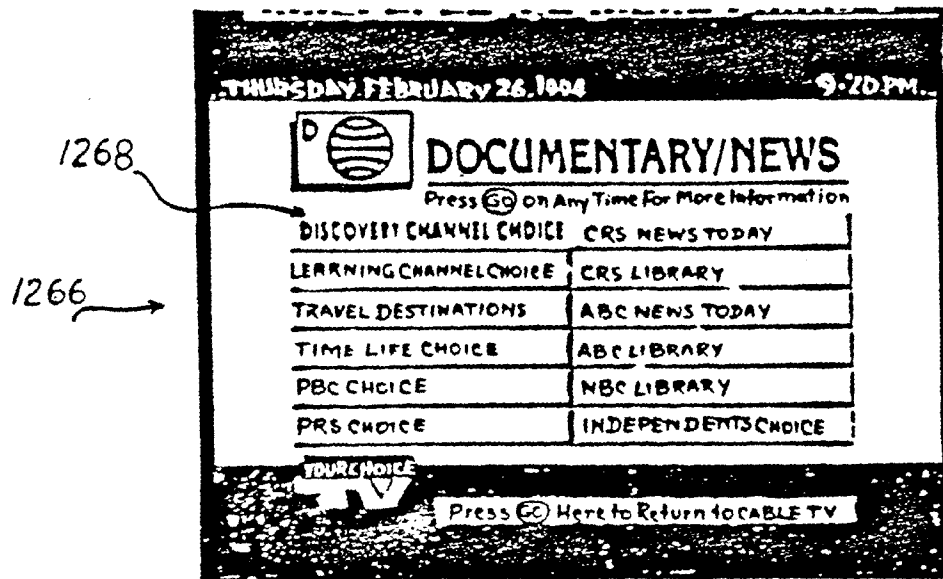 THURSDAY, FEBRUARY 26, 1994 9:20 PM.
D
1268
DOCUMENTARY/NEWS
Press GO on Any Time For More Information
DISCOVERY CHANNEL CHOICE CRS NEWS TODAY
LEARNING CHANNEL CHOICE CRS LIBRARY
1266
TRAVEL DESTINATIONS ABC NEWS TODAY
TIME LIFE CHOICE ABC LIBRARY
PBC CHOICE NBC LIBRARY
PRS CHOICE INDEPENDENTS CHOICE
YOUR CHOICE
TV
Press GO Here to Return to CABLE TV